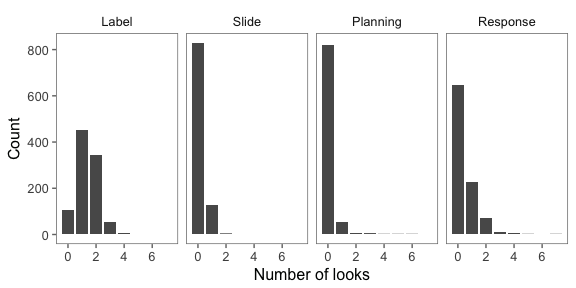 Label Slide Planning Response
800
600
400
200
0
Count
0 2 4 6 0 2 4 6 0 2 4 6 0 2 4 6
Number of looks